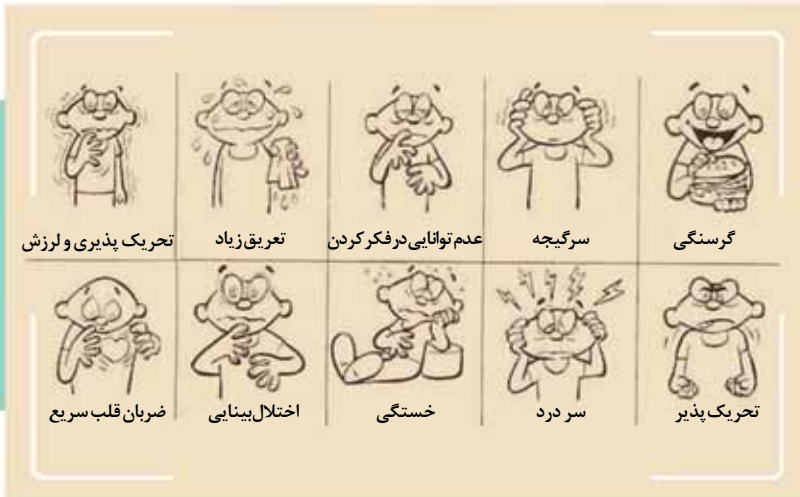 گرسنگی
سرگیجه
عدم توانایی در فکر کردن
تعریق زیاد
تحریک پذیری و لرزش
تحریک پذیر
سر درد
خستگی
اختلال بینایی
ضربان قلب سریع